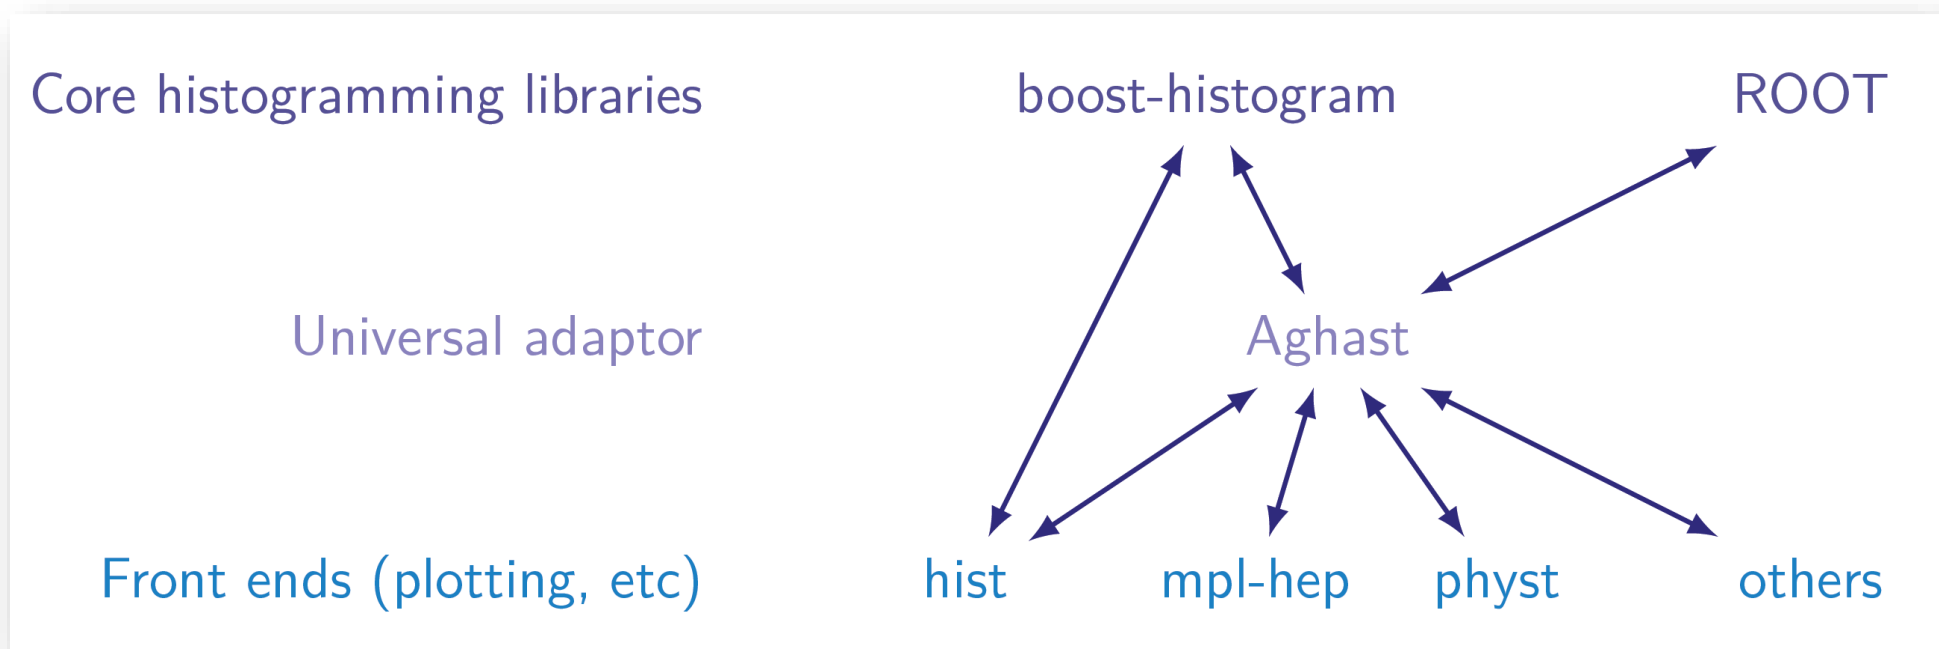 Core histogramming libraries boost-histogram ROOT
Universal adaptor Aghast
Front ends (plotting, etc) hist mpl-hep physt others